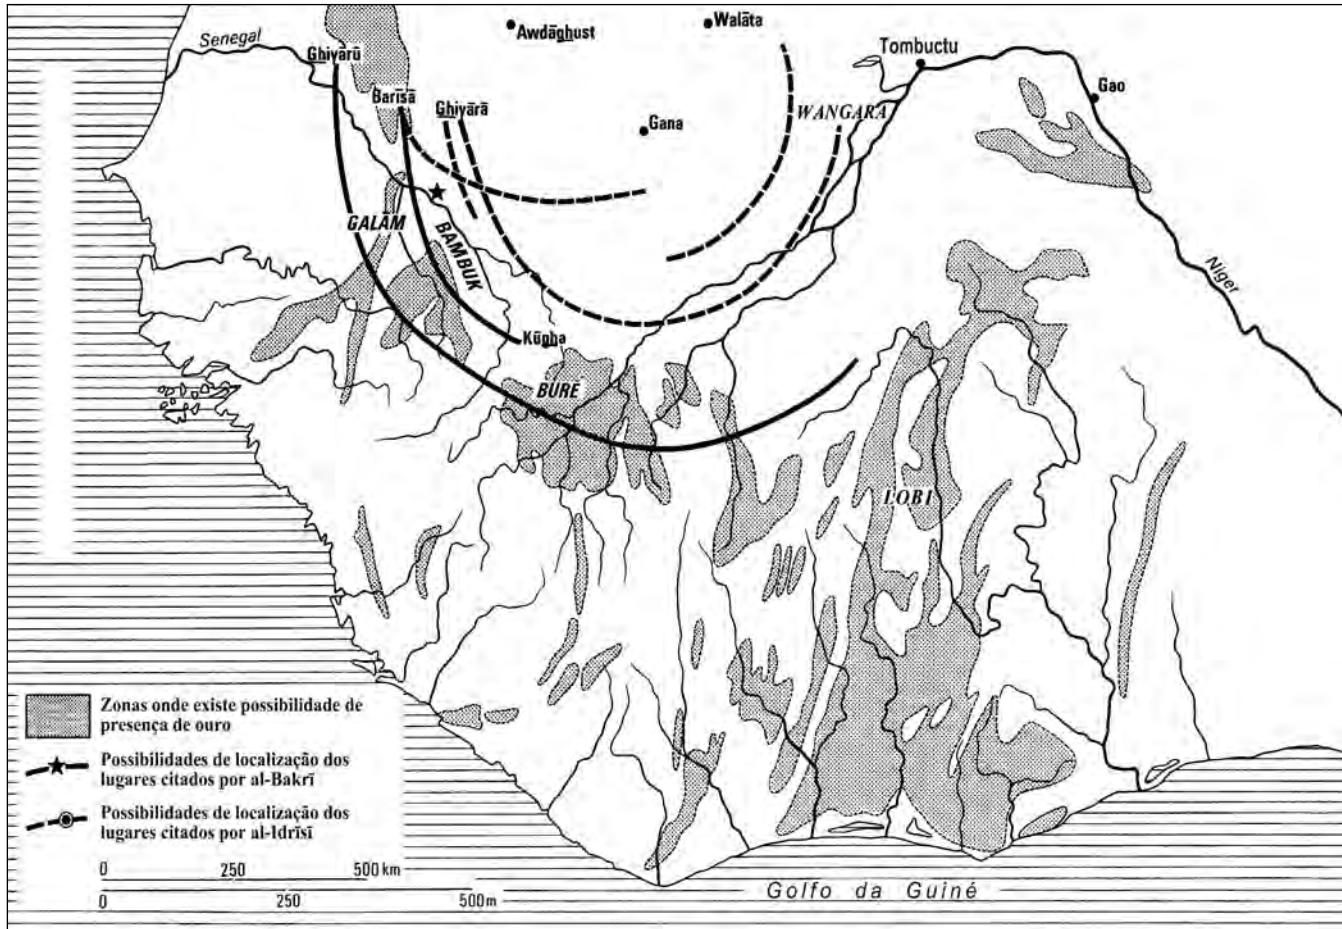 Senegal
Awdāghust
Walāta
Tombuctu
Gao
Ghiyārū
Barīsā
Ghiyārā
Gana
WANGARA
GALĀM
BAMBUK
Niger
Kūgha
BURÉ
LOBI
Zonas onde existe possibilidade de
presença de ouro
Possibilidades de localização dos
lugares citados por al-Bakrī
Possibilidades de localização dos
lugares citados por al-Idrīsī
0 250 500 km
0 250 500m
Golfo da Guiné